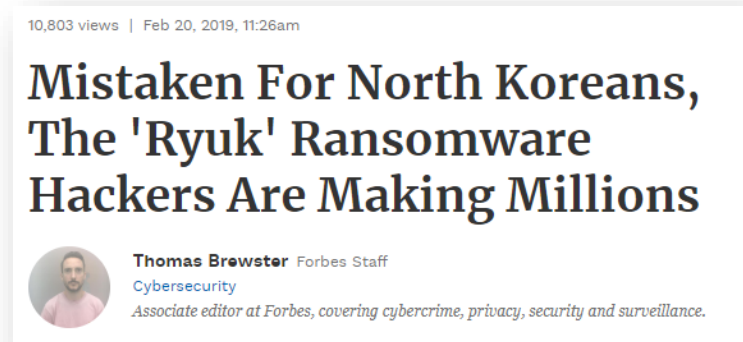 10,803 views | Feb 20, 2019, 11:26am
Mistaken For North Koreans,
The 'Ryuk' Ransomware
Hackers Are Making Millions
Thomas Brewster Forbes Staff
Cybersecurity
Associate editor at Forbes, covering cybercrime, privacy, security and surveillance.